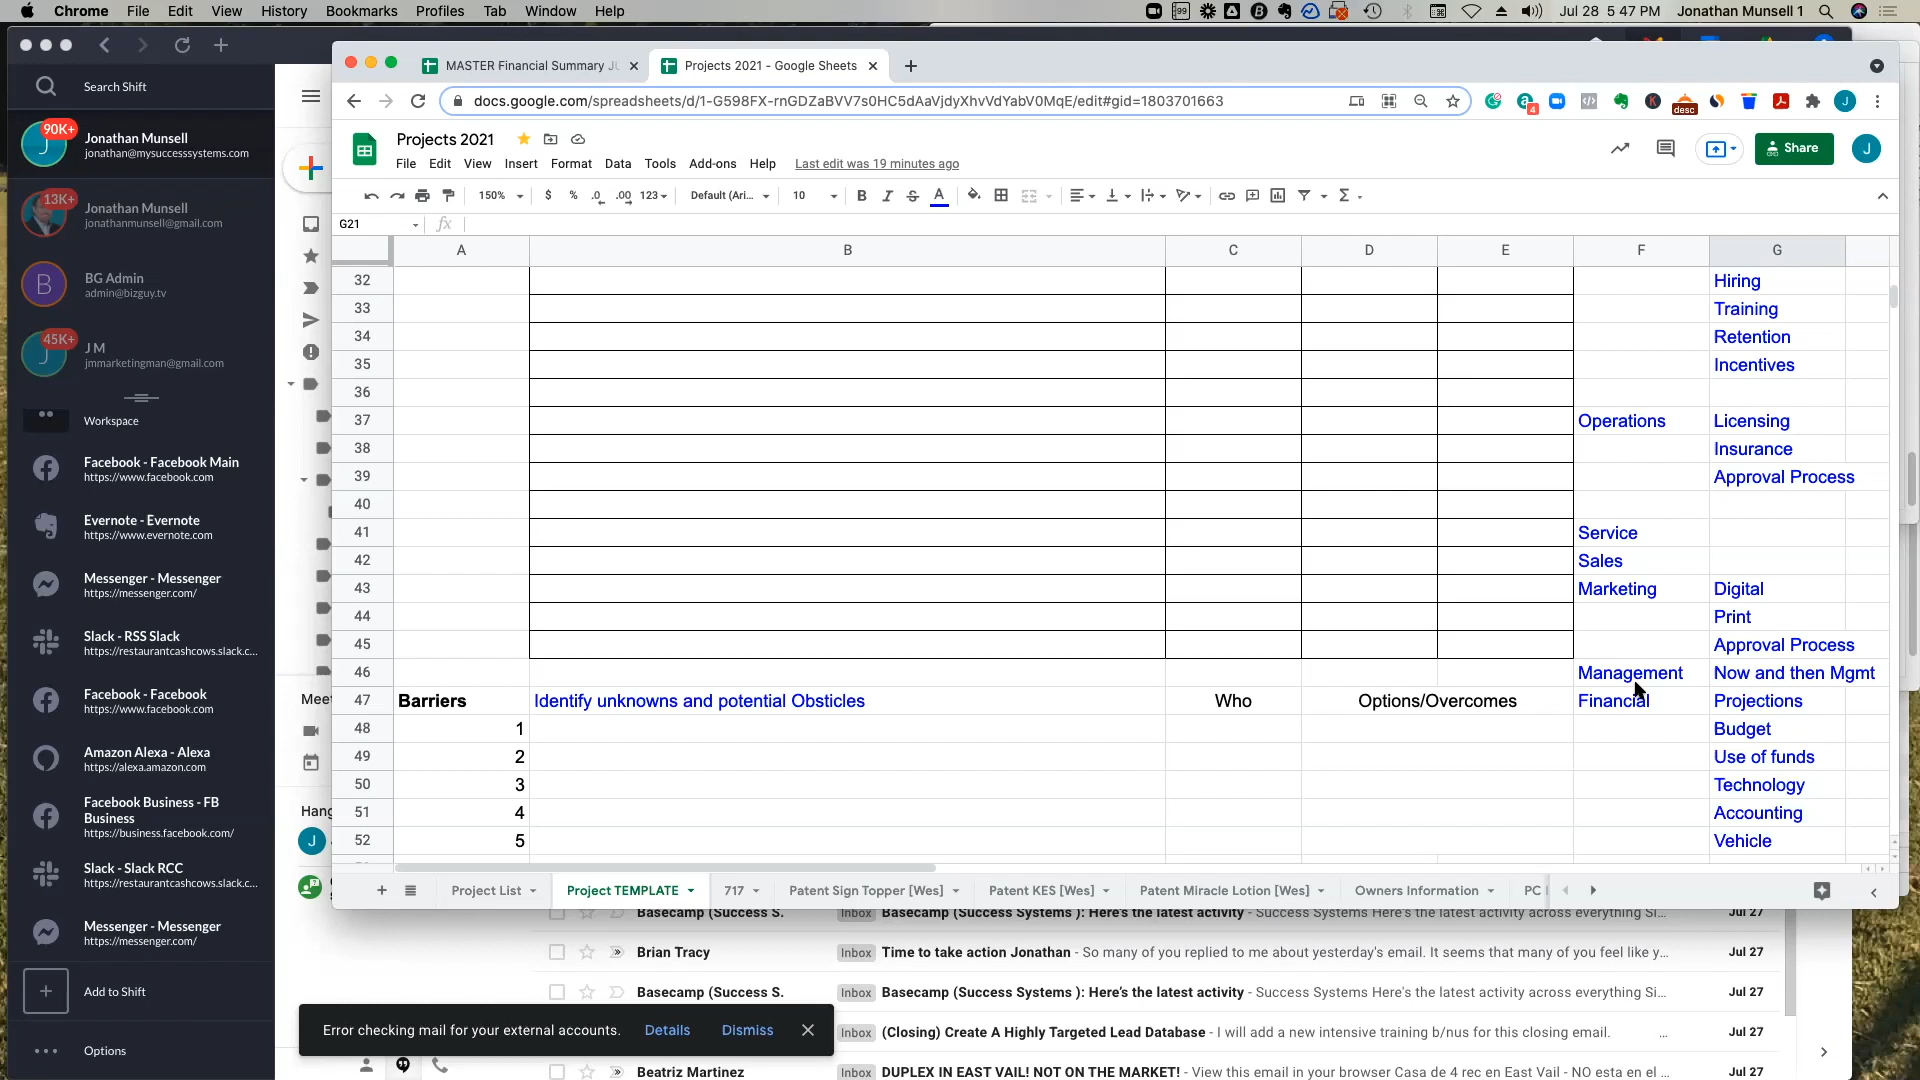 Chrome File Edit View History Bookmarks Profiles Tab Window Help
99
Jul 28 5:47 PM Jonathan Munsell 1
Search Shift
90K+
Jonathan Munsell
jonathan@mysuccesssystems.com
13K+
Jonathan Munsell
jonathanmunsell@gmail.com
B
BG Admin
admin@bizguy.tv
45K+
J
J M
jmmarketingman@gmail.com
Workspace
Facebook - Facebook Main
https://www.facebook.com
Evernote - Evernote
https://www.evernote.com
Messenger - Messenger
https://messenger.com/
Slack - RSS Slack
https://restaurantcashcows.slack.c...
Facebook - Facebook
https://www.facebook.com
Amazon Alexa - Alexa
https://alexa.amazon.com
Facebook Business - FB
Business
https://business.facebook.com/
Slack - Slack RCC
https://restaurantcashcows.slack.c...
Messenger - Messenger
https://messenger.com/
Add to Shift
Options
Meet
Hang
J
MASTER Financial Summary JU
Projects 2021 - Google Sheets
docs.google.com/spreadsheets/d/1-G598FX-rnGDZaBVV7s0HC5dAaVjdyXhvVdYabV0MqE/edit#gid=1803701663
4
desc
J
Projects 2021
File Edit View Insert Format Data Tools Add-ons Help Last edit was 19 minutes ago
Share
J
150% $ % .0 .00 123 Default (Ari... 10 B I S A
G21 fx
A B C D E F G
32 Hiring
33 Training
34 Retention
35 Incentives
36
37 Operations Licensing
38 Insurance
39 Approval Process
40
41 Service
42 Sales
43 Marketing Digital
44 Print
45 Approval Process
46 Management Now and then Mgmt
47 Barriers Identify unknowns and potential Obsticles Who Options/Overcomes Financial Projections
48 1 Budget
49 2 Use of funds
50 3 Technology
51 4 Accounting
52 5 Vehicle
Project List Project TEMPLATE 717 Patent Sign Topper [Wes] Patent KES [Wes] Patent Miracle Lotion [Wes] Owners Information PC
Basecamp (Success S. Inbox Basecamp (Success Systems ): Here's the latest activity - Success Systems Here's the latest activity across everything Si... Jul 27
Brian Tracy Inbox Time to take action Jonathan - So many of you replied to me about yesterday's email. It seems that many of you feel like y... Jul 27
Basecamp (Success S. Inbox Basecamp (Success Systems ): Here's the latest activity - Success Systems Here's the latest activity across everything Si... Jul 27
Error checking mail for your external accounts. Details Dismiss
Inbox (Closing) Create A Highly Targeted Lead Database - I will add a new intensive training b/nus for this closing email. ... Jul 27
Beatriz Martinez Inbox DUPLEX IN EAST VAIL! NOT ON THE MARKET! - View this email in your browser Casa de 4 rec en East Vail - NO esta en el ... Jul 27